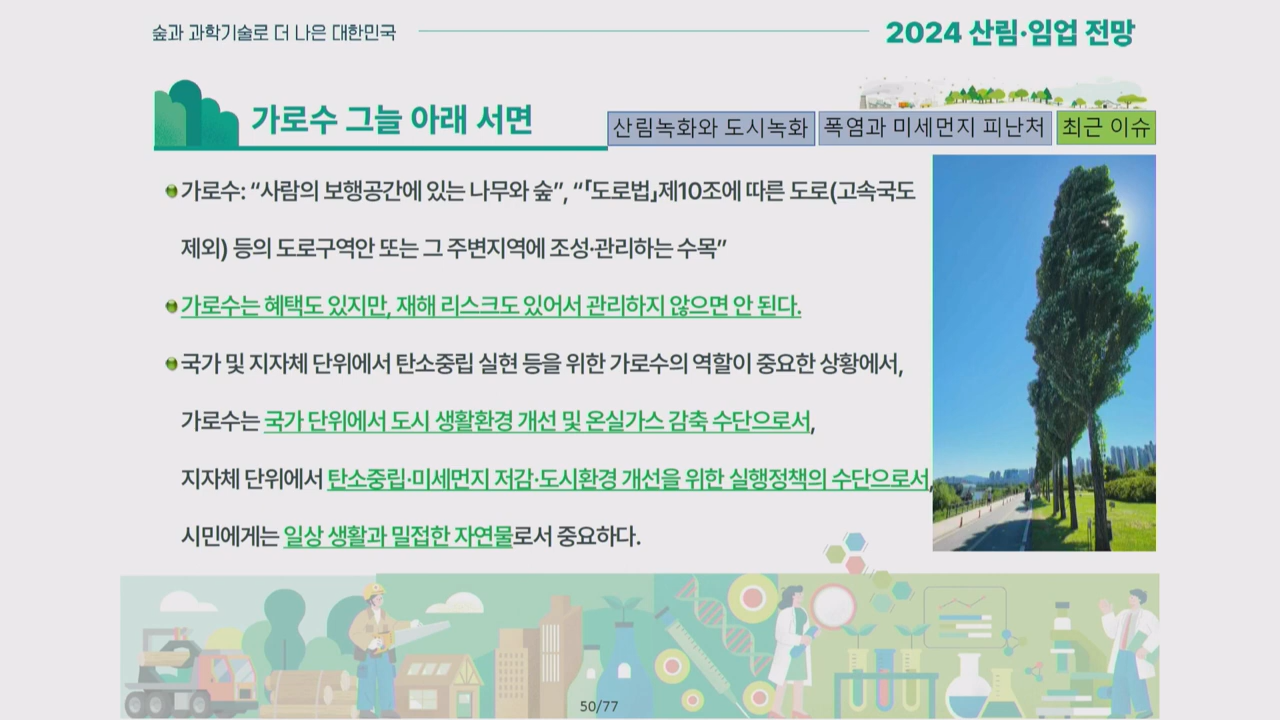 숲과 과학기술로 더 나은 대한민국
2024 산림·임업 전망
가로수 그늘 아래 서면
산림녹화와 도시녹화
폭염과 미세먼지 피난처
최근 이슈
가로수: “사람의 보행공간에 있는 나무와 숲”, “「도로법」제10조에 따른 도로(고속국도
제외) 등의 도로구역안 또는 그 주변지역에 조성·관리하는 수목”
가로수는 혜택도 있지만, 재해 리스크도 있어서 관리하지 않으면 안 된다.
국가 및 지자체 단위에서 탄소중립 실현 등을 위한 가로수의 역할이 중요한 상황에서,
가로수는 국가 단위에서 도시 생활환경 개선 및 온실가스 감축 수단으로서,
지자체 단위에서 탄소중립·미세먼지 저감·도시환경 개선을 위한 실행정책의 수단으로서,
시민에게는 일상 생활과 밀접한 자연물로서 중요하다.
50/77